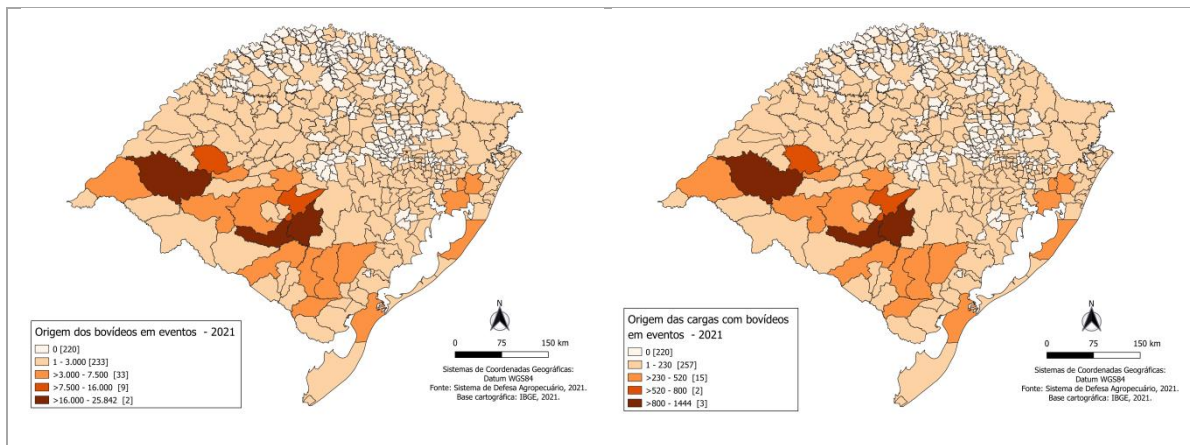 Origem dos bovídeos em eventos - 2021
0 [220]
1 - 3.000 [233]
>3.000 - 7.500 [33]
>7.500 - 16.000 [9]
>16.000 - 25.842 [2]
N
0 75 150 km
Sistemas de Coordenadas Geográficas:
Datum WGS84
Fonte: Sistema de Defesa Agropecuário, 2021.
Base cartográfica: IBGE, 2021.
Origem das cargas com bovídeos
em eventos - 2021
0 [220]
1 - 230 [257]
>230 - 520 [15]
>520 - 800 [2]
>800 - 1444 [3]
N
0 75 150 km
Sistemas de Coordenadas Geográficas:
Datum WGS84
Fonte: Sistema de Defesa Agropecuário, 2021.
Base cartográfica: IBGE, 2021.